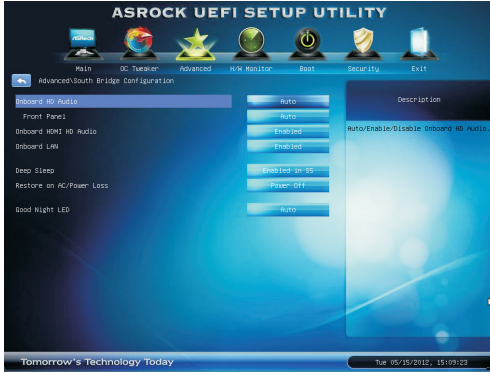 ASROCK UEFI SETUP UTILITY
ASRock
Main OC Tweaker Advanced H/W Monitor Boot Security Exit
Advanced\South Bridge Configuration
Onboard HD Audio Auto
Front Panel Auto
Onboard HDMI HD Audio Enabled
Onboard LAN Enabled
Deep Sleep Enabled in S5
Restore on AC/Power Loss Power Off
Good Night LED Auto
Description
Auto/Enable/Disable Onboard HD Audio.
Tomorrow's Technology Today
Tue 05/15/2012, 15:09:23